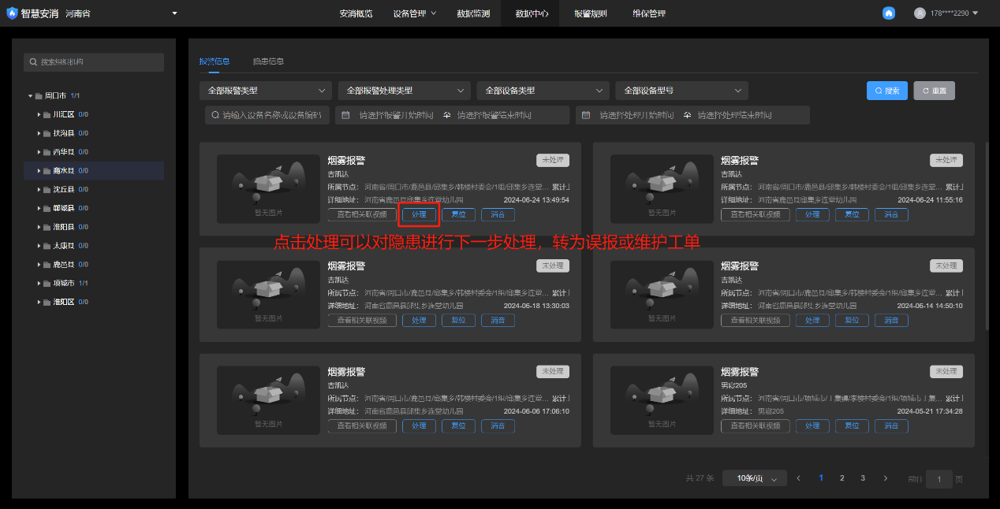 智慧安消 河南省 安消概览 设备管理 数据监测 数据中心 报警规则 维保管理 178****2290
搜索组织机构
周口市 1/1
川汇区 0/0
扶沟县 0/0
西华县 0/0
商水县 0/0
沈丘县 0/0
郸城县 0/0
淮阳县 0/0
太康县 0/0
鹿邑县 0/0
项城市 1/1
淮阳区 0/0
报警信息 隐患信息
全部报警类型 全部报警处理类型 全部设备类型 全部设备型号 搜索 重置
请输入设备名称或设备编码 请选择报警开始时间 至 请选择报警结束时间 请选择处理开始时间 至 请选择处理结束时间
暂无图片
烟雾报警 未处理
吉凯达
所属节点： 河南省/周口市/鹿邑县/邱集乡/韩楼村委会/1组/邱集乡连堂... 累计
详细地址： 河南省鹿邑县邱集乡连堂幼儿园 2024-06-24 13:49:54
查看相关联视频 处理 复位 消音
暂无图片
烟雾报警 未处理
吉凯达
所属节点： 河南省/周口市/鹿邑县/邱集乡/韩楼村委会/1组/邱集乡连堂... 累计
详细地址： 河南省鹿邑县邱集乡连堂幼儿园 2024-06-24 11:55:16
查看相关联视频 处理 复位 消音
点击处理可以对隐患进行下一步处理，转为误报或维护工单
暂无图片
烟雾报警 未处理
吉凯达
所属节点： 河南省/周口市/鹿邑县/邱集乡/韩楼村委会/1组/邱集乡连堂... 累计
详细地址： 河南省鹿邑县邱集乡连堂幼儿园 2024-06-18 13:30:03
查看相关联视频 处理 复位 消音
暂无图片
烟雾报警 未处理
吉凯达
所属节点： 河南省/周口市/鹿邑县/邱集乡/韩楼村委会/1组/邱集乡连堂... 累计
详细地址： 河南省鹿邑县邱集乡连堂幼儿园 2024-06-14 14:50:10
查看相关联视频 处理 复位 消音
暂无图片
烟雾报警 未处理
吉凯达
所属节点： 河南省/周口市/鹿邑县/邱集乡/韩楼村委会/1组/邱集乡连堂... 累计
详细地址： 河南省鹿邑县邱集乡连堂幼儿园 2024-06-06 17:06:10
查看相关联视频 处理 复位 消音
暂无图片
烟雾报警 未处理
男寝205
所属节点： 河南省/周口市/项城市/丁集镇/李楼村委会/1组/项城市丁集... 累计
详细地址： 男寝205 2024-05-21 17:34:28
查看相关联视频 处理 复位 消音
共 27 条 10条/页 1 2 3 前往 1 页